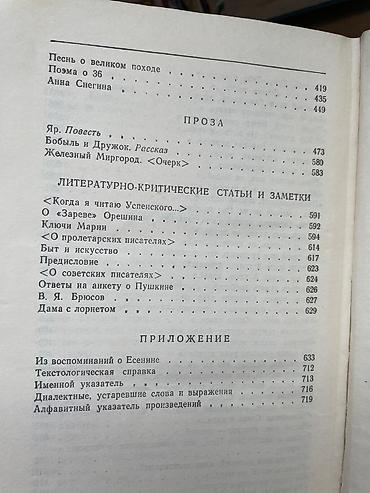 Песнь о великом походе . . . . . . . . . . 419
Поэма о 36 . . . . . . . . . . 435
Анна Снегина . . . . . . . . . . 449
ПРОЗА
Яр. Повесть . . . . . . . . . . 473
Бобыль и Дружок. Рассказ . . . . . . . . . . 580
Железный Миргород. <Очерк> . . . . . . . . . . 583
ЛИТЕРАТУРНО-КРИТИЧЕСКИЕ СТАТЬИ И ЗАМЕТКИ
<Когда я читаю Успенского...> . . . . . . . . . . 591
О «Зареве» Орешина . . . . . . . . . . 592
Ключи Марии . . . . . . . . . . 594
<О пролетарских писателях> . . . . . . . . . . 614
Быт и искусство . . . . . . . . . . 617
Предисловие . . . . . . . . . . 623
<О советских писателях> . . . . . . . . . . 624
Ответы на анкету о Пушкине . . . . . . . . . . 626
В. Я. Брюсов . . . . . . . . . . 627
Дама с лорнетом . . . . . . . . . . 629
ПРИЛОЖЕНИЕ
Из воспоминаний о Есенине . . . . . . . . . . 633
Текстологическая справка . . . . . . . . . . 712
Именной указатель . . . . . . . . . . 713
Диалектные, устаревшие слова и выражения . . . . . . . . . . 716
Алфавитный указатель произведений . . . . . . . . . . 719